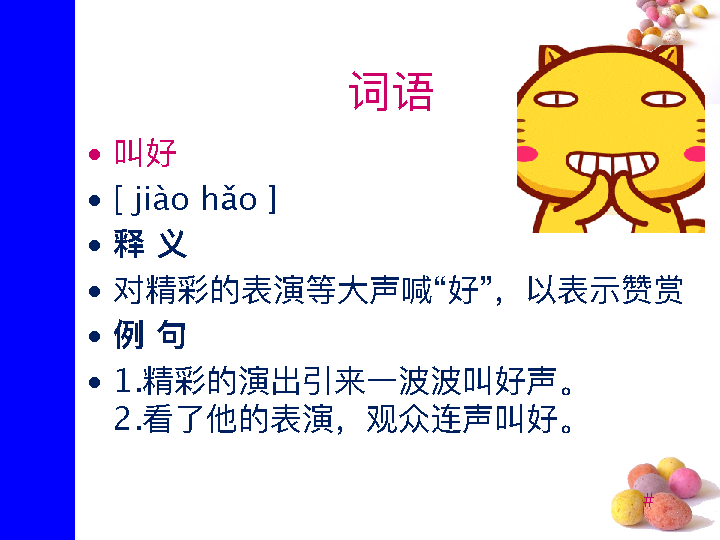 词语
• 叫好
• [ jiào hǎo ]
• 释 义
• 对精彩的表演等大声喊“好”，以表示赞赏
• 例 句
• 1.精彩的演出引来一波波叫好声。
2.看了他的表演，观众连声叫好。
#